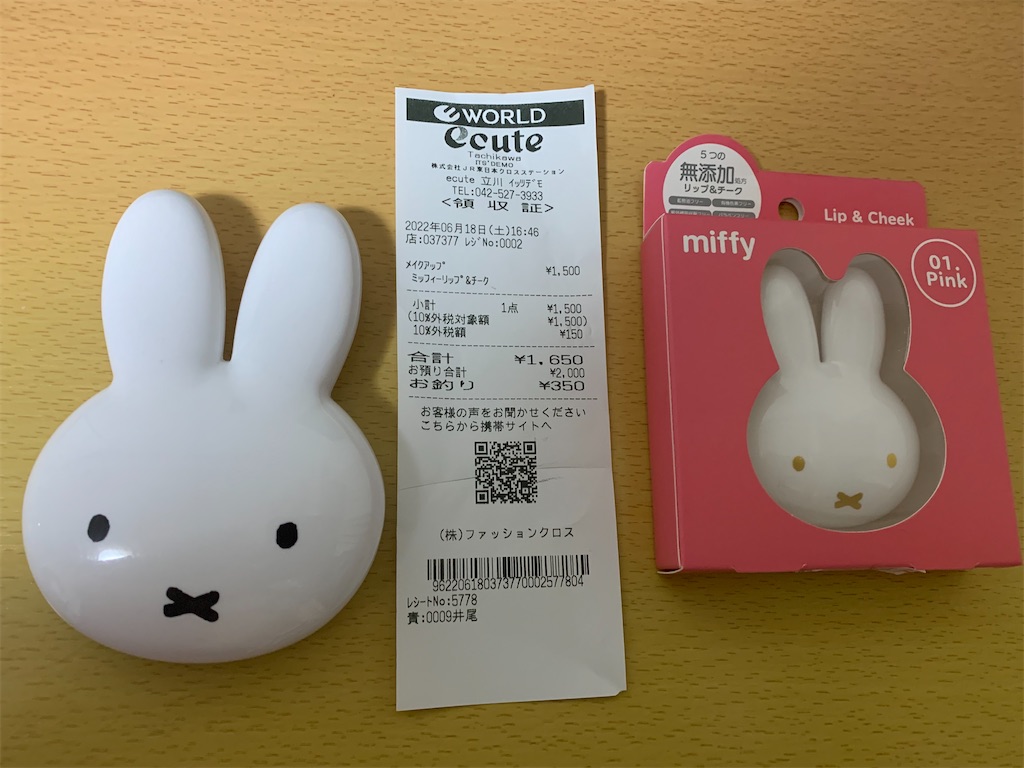 WORLD
ecute
Tachikawa
ITS'DEMO
株式会社JR東日本クロスステーション
ecute 立川 ｲｯﾂﾃﾞﾓ
TEL:042-527-3933
<領収証>
2022年06月18日(土)16:46
店:037377 ﾚｼﾞNo:0002
ﾒｲｸｱｯﾌﾟ ¥1,500
ﾐｯﾌｨｰﾘｯﾌﾟ&ﾁｰｸ
小計 1点 ¥1,500
(10%外税対象額 ¥1,500)
10%外税額 ¥150
合計 ¥1,650
お預り合計 ¥2,000
お釣り ¥350
お客様の声をお聞かせください
こちらから携帯サイトへ
(株)ファッションクロス
9622061803737700025778​04
ﾚｼｰﾄNo:5778
責:0009井尾
5つの
無添加処方
リップ&チーク
Lip & Cheek
miffy
01.
Pink